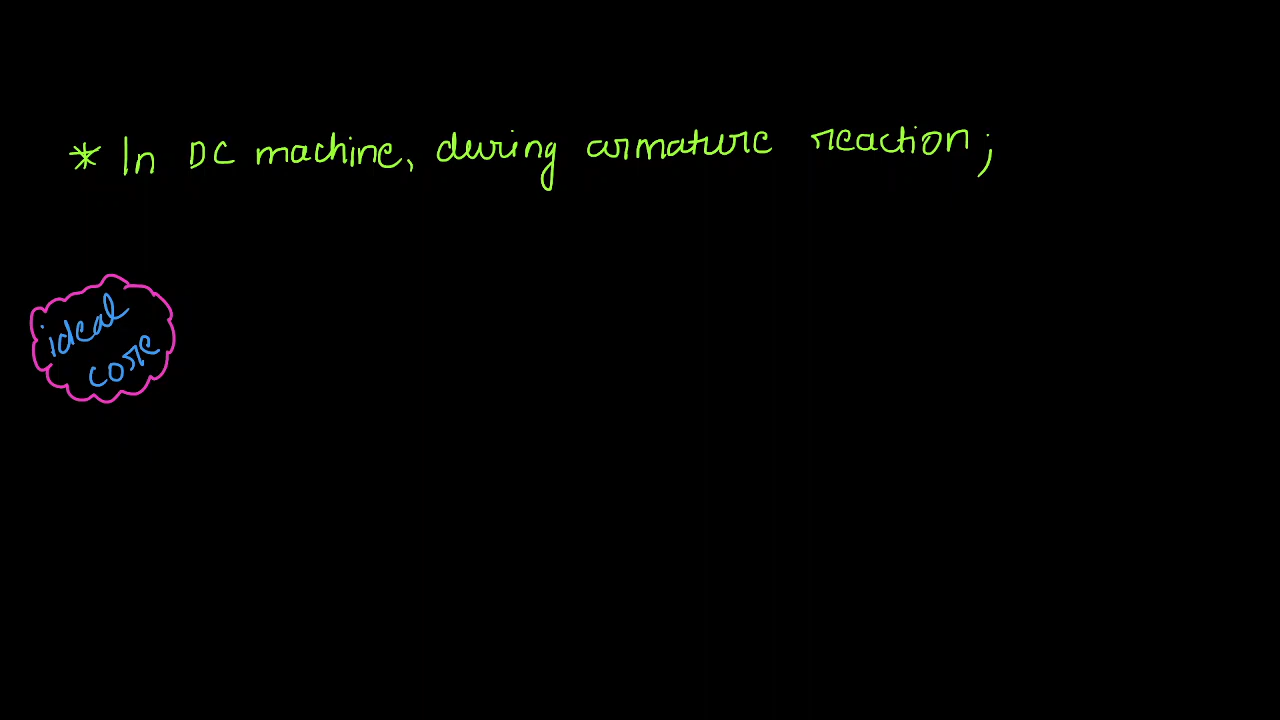 * In DC machine, during armature reaction;
ideal
core